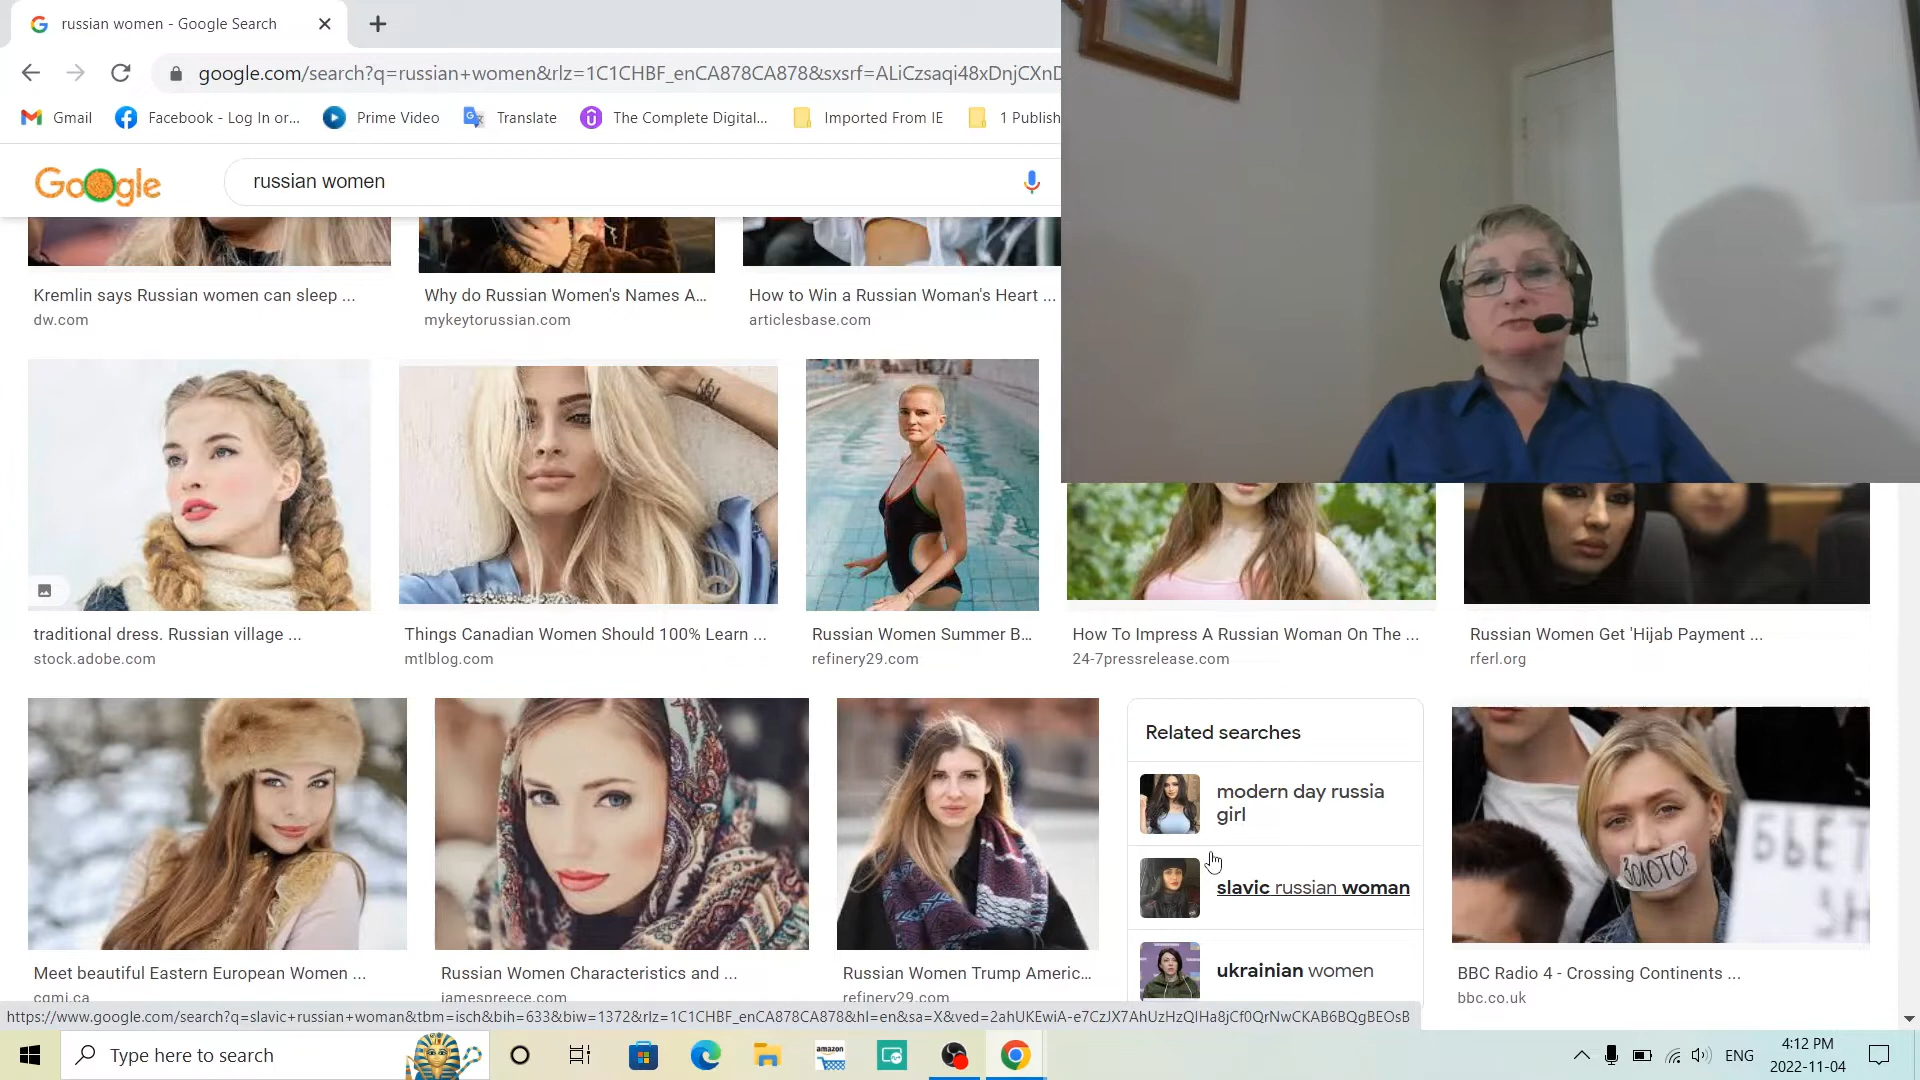 russian women - Google Search
google.com/search?q=russian+women&rlz=1C1CHBF_enCA878CA878&sxsrf=ALiCzsaqi48xDnjCXnD
Gmail
Facebook - Log In or...
Prime Video
Translate
The Complete Digital...
Imported From IE
1 Publish
Google
russian women
Kremlin says Russian women can sleep ...
dw.com
Why do Russian Women's Names A...
mykeytorussian.com
How to Win a Russian Woman's Heart ...
articlesbase.com
traditional dress. Russian village ...
stock.adobe.com
Things Canadian Women Should 100% Learn ...
mtlblog.com
Russian Women Summer B...
refinery29.com
How To Impress A Russian Woman On The ...
24-7pressrelease.com
Russian Women Get 'Hijab Payment ...
rferl.org
Meet beautiful Eastern European Women ...
cgmi.ca
Russian Women Characteristics and ...
jamespreece.com
Russian Women Trump Americ...
refinery29.com
Related searches
modern day russia
girl
slavic russian woman
ukrainian women
ЗОЛОТО?
БЬЕТ
BBC Radio 4 - Crossing Continents ...
bbc.co.uk
https://www.google.com/search?q=slavic+russian+woman&tbm=isch&bih=633&biw=1372&rlz=1C1CHBF_enCA878CA878&hl=en&sa=X&ved=2ahUKEwiA-e7CzJX7AhUzHzQIHa8jCf0QrNwCKAB6BQgBEOsB
Type here to search
amazon
ENG
4:12 PM
2022-11-04